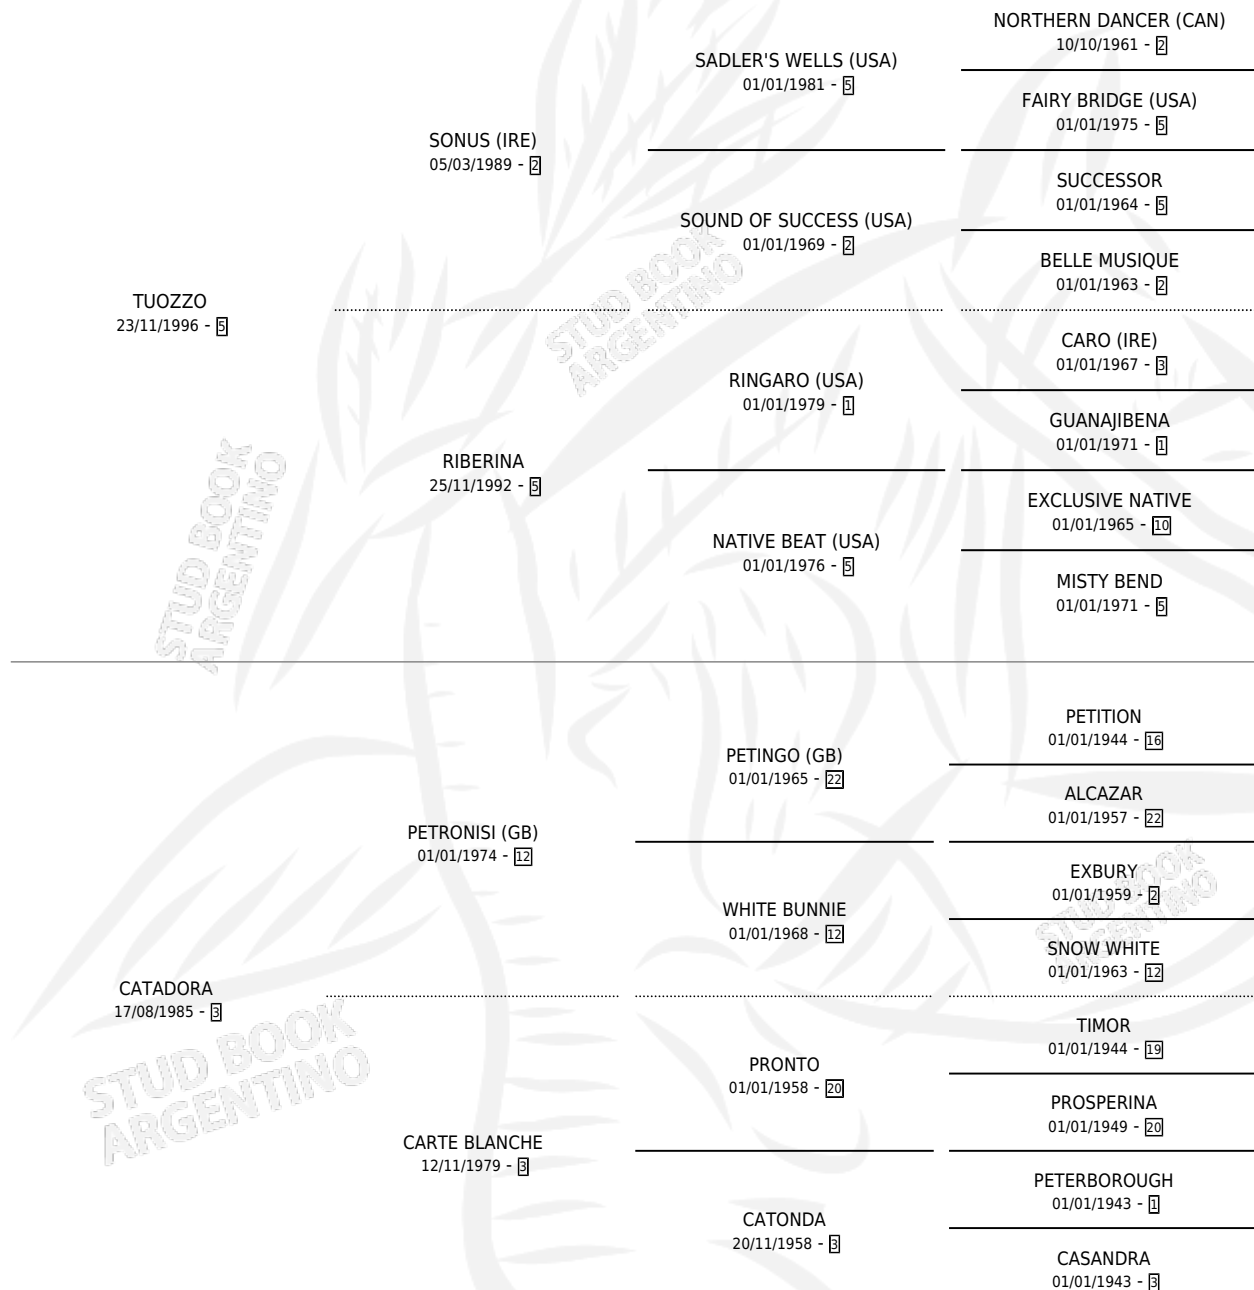 NORTHERN DANCER (CAN)
10/10/1961 - 2
SADLER'S WELLS (USA)
01/01/1981 - 5
FAIRY BRIDGE (USA)
01/01/1975 - 5
SONUS (IRE)
05/03/1989 - 2
SUCCESSOR
01/01/1964 - 5
SOUND OF SUCCESS (USA)
01/01/1969 - 2
BELLE MUSIQUE
01/01/1963 - 2
STUD BOOK
ARGENTINO
TUOZZO
23/11/1996 - 5
CARO (IRE)
01/01/1967 - 3
RINGARO (USA)
01/01/1979 - 1
GUANAJIBENA
01/01/1971 - 1
RIBERINA
25/11/1992 - 5
EXCLUSIVE NATIVE
01/01/1965 - 10
NATIVE BEAT (USA)
01/01/1976 - 5
MISTY BEND
01/01/1971 - 5
STUD BOOK
ARGENTINO
PETITION
01/01/1944 - 16
PETINGO (GB)
01/01/1965 - 22
ALCAZAR
01/01/1957 - 22
PETRONISI (GB)
01/01/1974 - 12
EXBURY
01/01/1959 - 2
WHITE BUNNIE
01/01/1968 - 12
SNOW WHITE
01/01/1963 - 12
STUD BOOK
ARGENTINO
CATADORA
17/08/1985 - 3
TIMOR
01/01/1944 - 19
PRONTO
01/01/1958 - 20
PROSPERINA
01/01/1949 - 20
STUD BOOK
ARGENTINO
CARTE BLANCHE
12/11/1979 - 3
PETERBOROUGH
01/01/1943 - 1
CATONDA
20/11/1958 - 3
CASANDRA
01/01/1943 - 3